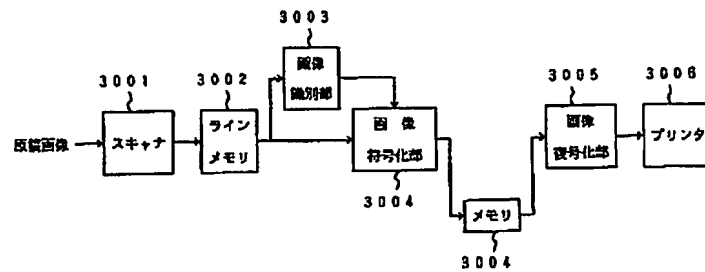 3003
3001
3002
画像
識別部
3005
3006
原稿画像
スキャナ
ライン
メモリ
画像
符号化部
画像
復号化部
プリンタ
3004
メモリ
3004